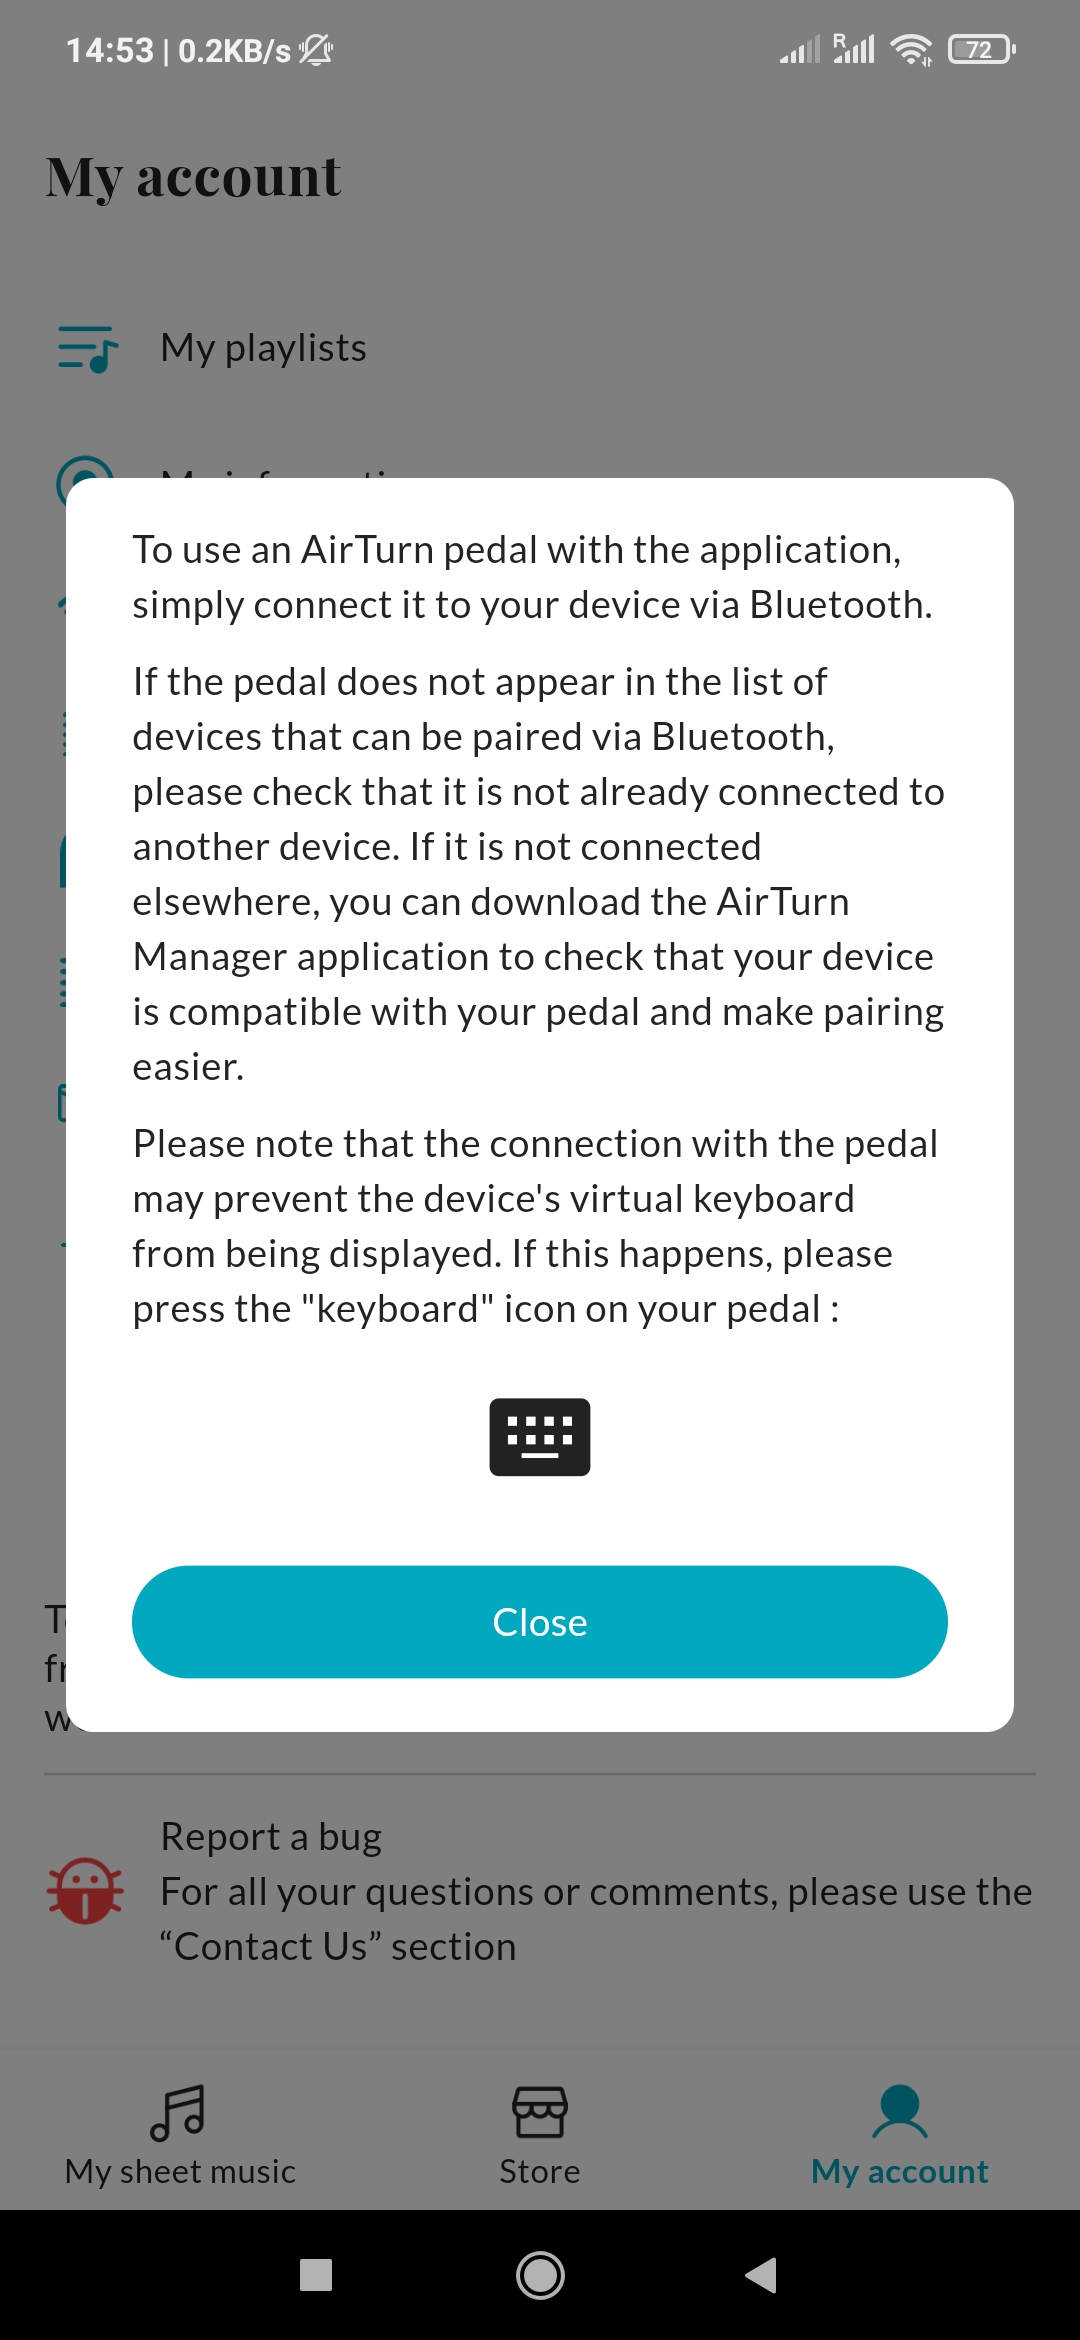 14:53 | 0.2KB/s
R
72
My account
My playlists
To use an AirTurn pedal with the application,
simply connect it to your device via Bluetooth.
If the pedal does not appear in the list of
devices that can be paired via Bluetooth,
please check that it is not already connected to
another device. If it is not connected
elsewhere, you can download the AirTurn
Manager application to check that your device
is compatible with your pedal and make pairing
easier.
Please note that the connection with the pedal
may prevent the device's virtual keyboard
from being displayed. If this happens, please
press the "keyboard" icon on your pedal :
Close
Report a bug
For all your questions or comments, please use the
“Contact Us” section
My sheet music
Store
My account